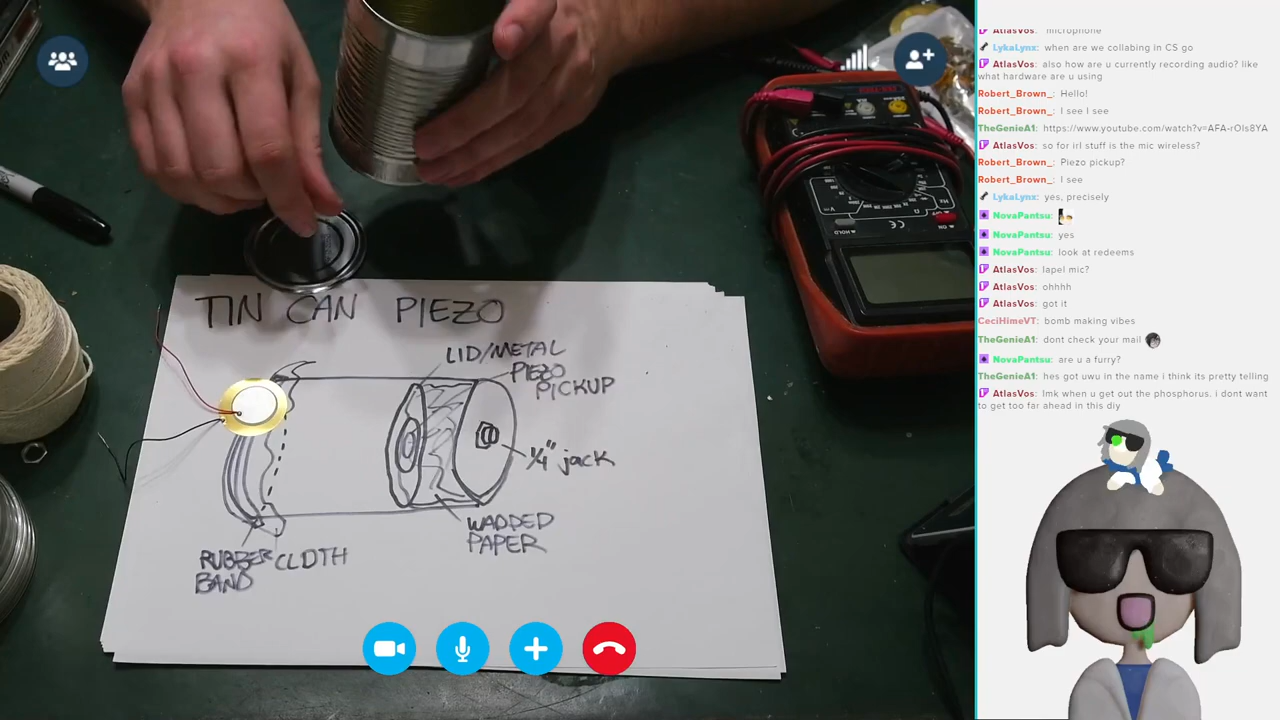 TIN CAN PIEZO
LID/METAL
PIEZO
PICKUP
1/4" jack
WADDED
PAPER
RUBBER
BAND
CLOTH
HOLD
CE
Hz
V
AtlasVos: microphone
LykaLynx: when are we collabing in CS go
AtlasVos: also how are u currently recording audio? like
what hardware are u using
Robert_Brown_: Hello!
Robert_Brown_: I see I see
TheGenieA1: https://www.youtube.com/watch?v=AFA-rOls8YA
AtlasVos: so for irl stuff is the mic wireless?
Robert_Brown_: Piezo pickup?
Robert_Brown_: I see
LykaLynx: yes, precisely
NovaPantsu:
NovaPantsu: yes
NovaPantsu: look at redeems
AtlasVos: lapel mic?
AtlasVos: ohhhh
AtlasVos: got it
CeciHimeVT: bomb making vibes
TheGenieA1: dont check your mail
NovaPantsu: are u a furry?
TheGenieA1: hes got uwu in the name i think its pretty telling
AtlasVos: lmk when u get out the phosphorus. i dont want
to get too far ahead in this diy